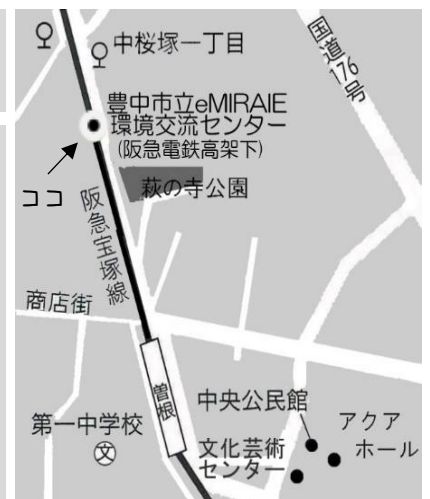 中桜塚一丁目
国道176号
豊中市立eMIRAIE
環境交流センター
(阪急電鉄高架下)
ココ
萩の寺公園
阪急宝塚線
商店街
曽根
中央公民館
アクア
ホール
第一中学校
文
文化芸術
センター